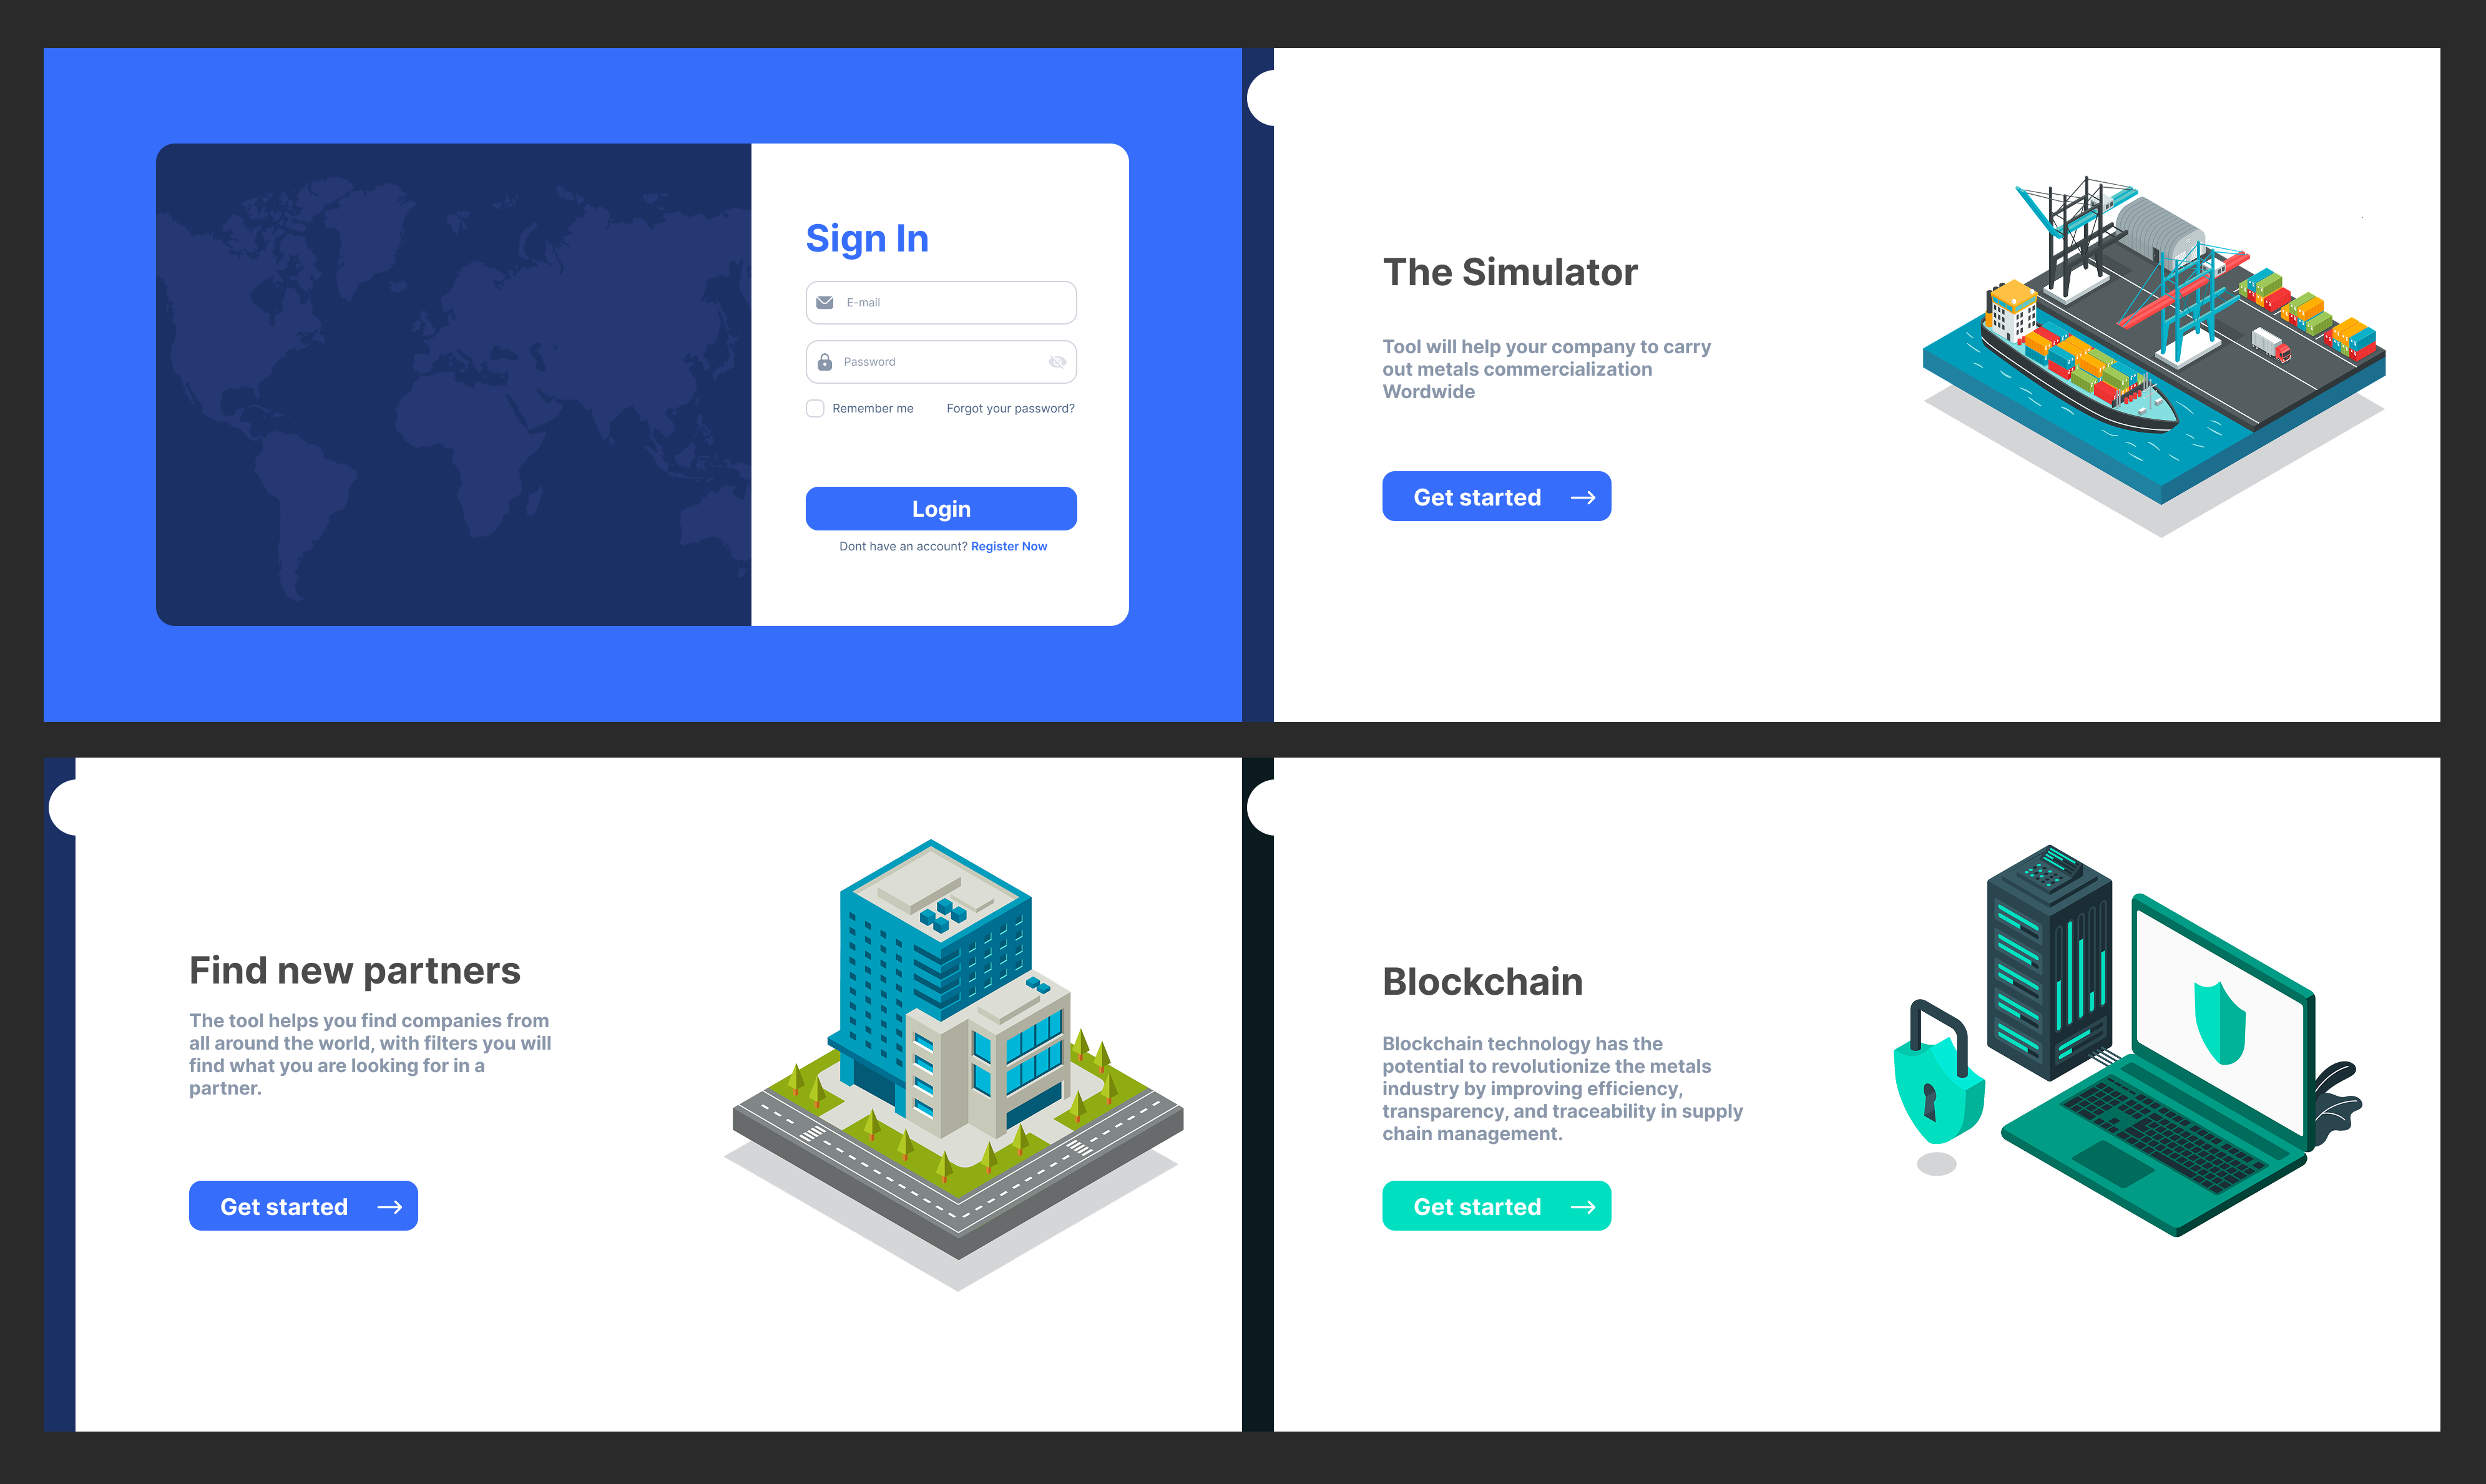 Sign In
E-mail
Password
Remember me
Forgot your password?
Login
Dont have an account? Register Now
The Simulator
Tool will help your company to carry
out metals commercialization
Wordwide
Get started
Find new partners
The tool helps you find companies from
all around the world, with filters you will
find what you are looking for in a
partner.
Get started
Blockchain
Blockchain technology has the
potential to revolutionize the metals
industry by improving efficiency,
transparency, and traceability in supply
chain management.
Get started